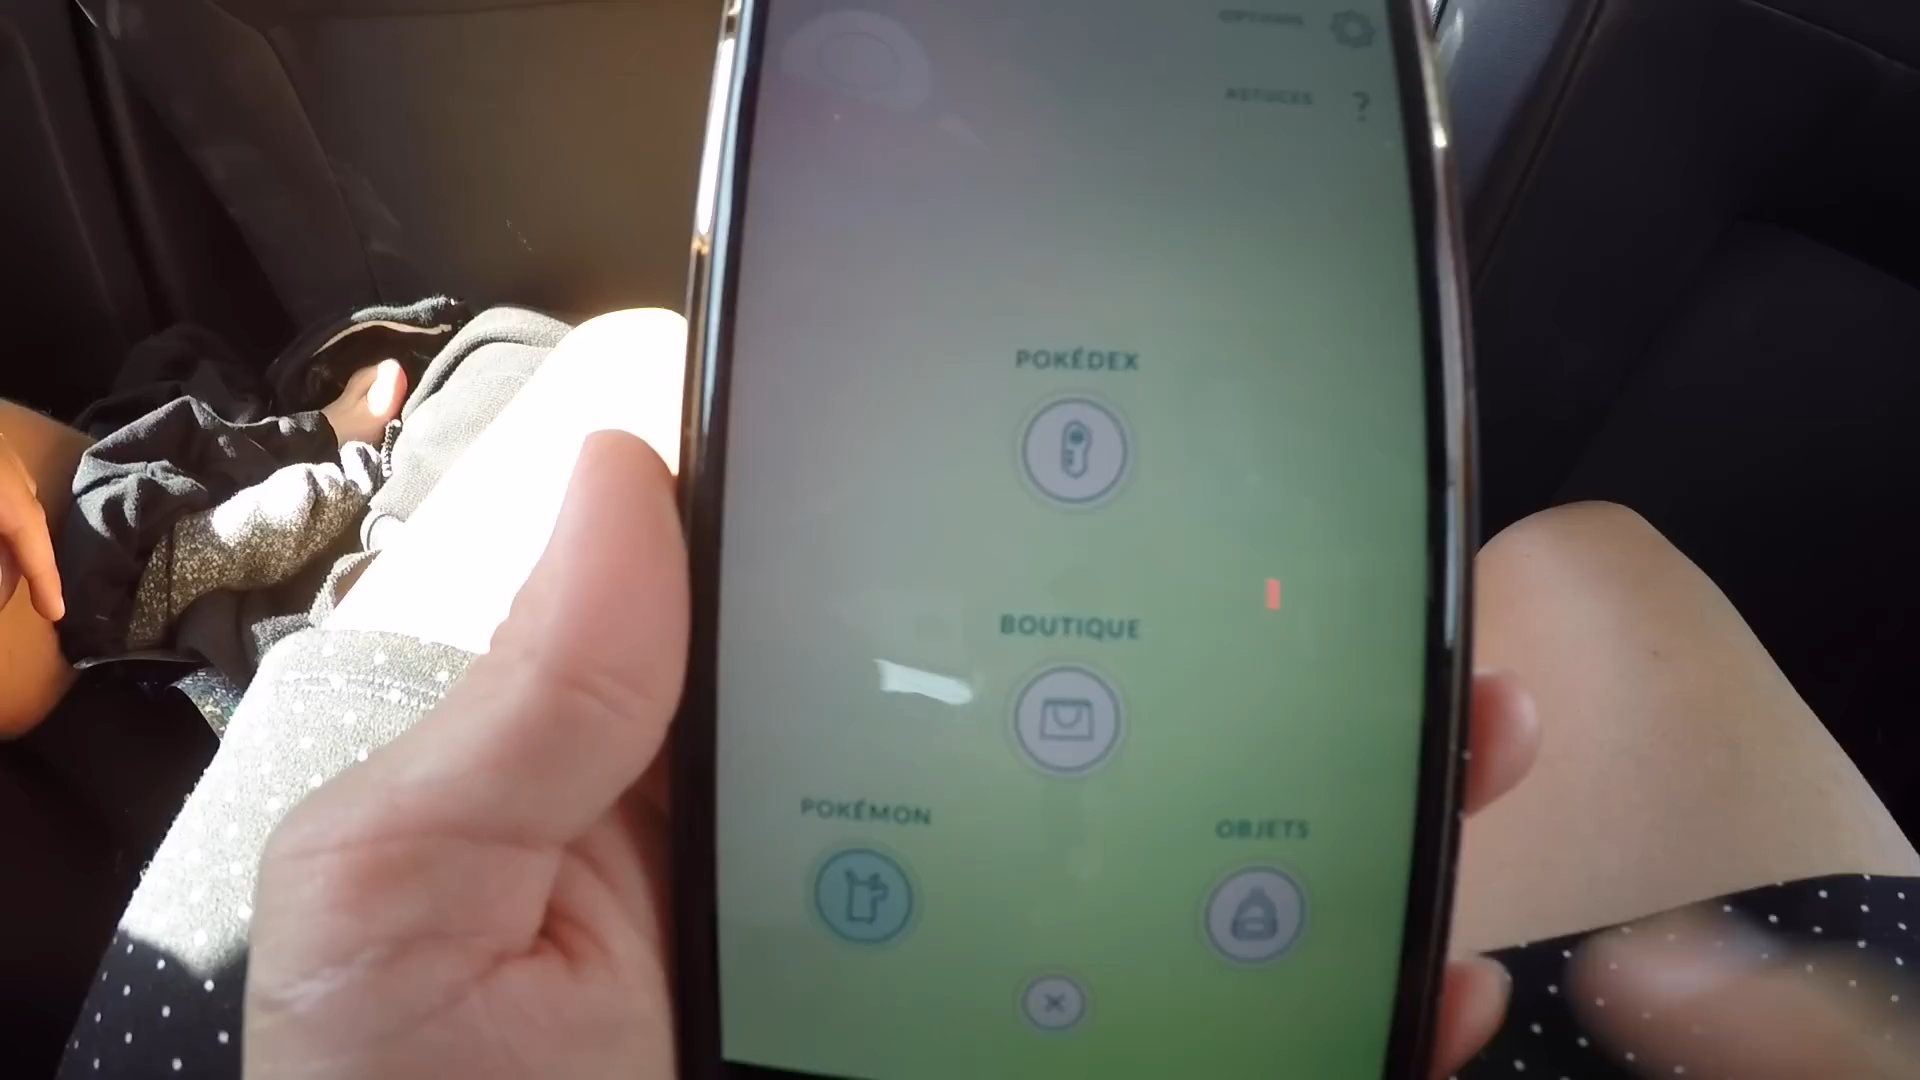 OPTIONS
ASTUCES ?
POKÉDEX
BOUTIQUE
POKÉMON
OBJETS